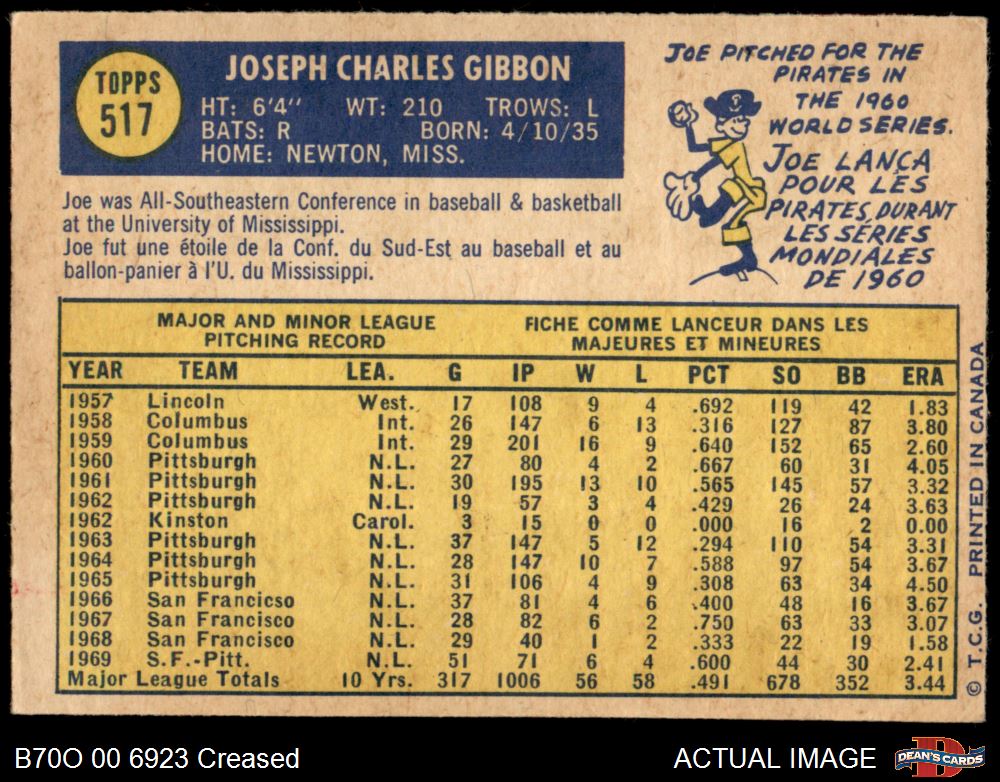 TOPPS
517
JOSEPH CHARLES GIBBON
HT: 6'4" WT: 210 TROWS: L
BATS: R BORN: 4/10/35
HOME: NEWTON, MISS.
JOE PITCHED FOR THE
PIRATES IN
THE 1960
WORLD SERIES.
JOE LANÇA
POUR LES
PIRATES DURANT
LES SÉRIES
MONDIALES
DE 1960
Joe was All-Southeastern Conference in baseball & basketball
at the University of Mississippi.
Joe fut une étoile de la Conf. du Sud-Est au baseball et au
ballon-panier à l'U. du Mississippi.
MAJOR AND MINOR LEAGUE
PITCHING RECORD
FICHE COMME LANCEUR DANS LES
MAJEURES ET MINEURES
YEAR TEAM LEA. G IP W L PCT SO BB ERA
1957 Lincoln West. 17 108 9 4 .692 119 42 1.83
1958 Columbus Int. 26 147 6 13 .316 127 87 3.80
1959 Columbus Int. 29 201 16 9 .640 152 65 2.60
1960 Pittsburgh N.L. 27 80 4 2 .667 60 31 4.05
1961 Pittsburgh N.L. 30 195 13 10 .565 145 57 3.32
1962 Pittsburgh N.L. 19 57 3 4 .429 26 24 3.63
1962 Kinston Carol. 3 15 0 0 .000 16 2 0.00
1963 Pittsburgh N.L. 37 147 5 12 .294 110 54 3.31
1964 Pittsburgh N.L. 28 147 10 7 .588 97 54 3.67
1965 Pittsburgh N.L. 31 106 4 9 .308 63 34 4.50
1966 San Francicso N.L. 37 81 4 6 .400 48 16 3.67
1967 San Francisco N.L. 28 82 6 2 .750 63 33 3.07
1968 San Francisco N.L. 29 40 1 2 .333 22 19 1.58
1969 S.F.-Pitt. N.L. 51 71 6 4 .600 44 30 2.41
Major League Totals 10 Yrs. 317 1006 56 58 .491 678 352 3.44
© T.C.G. PRINTED IN CANADA
B70O 00 6923 Creased
ACTUAL IMAGE
D
DEAN'S CARDS